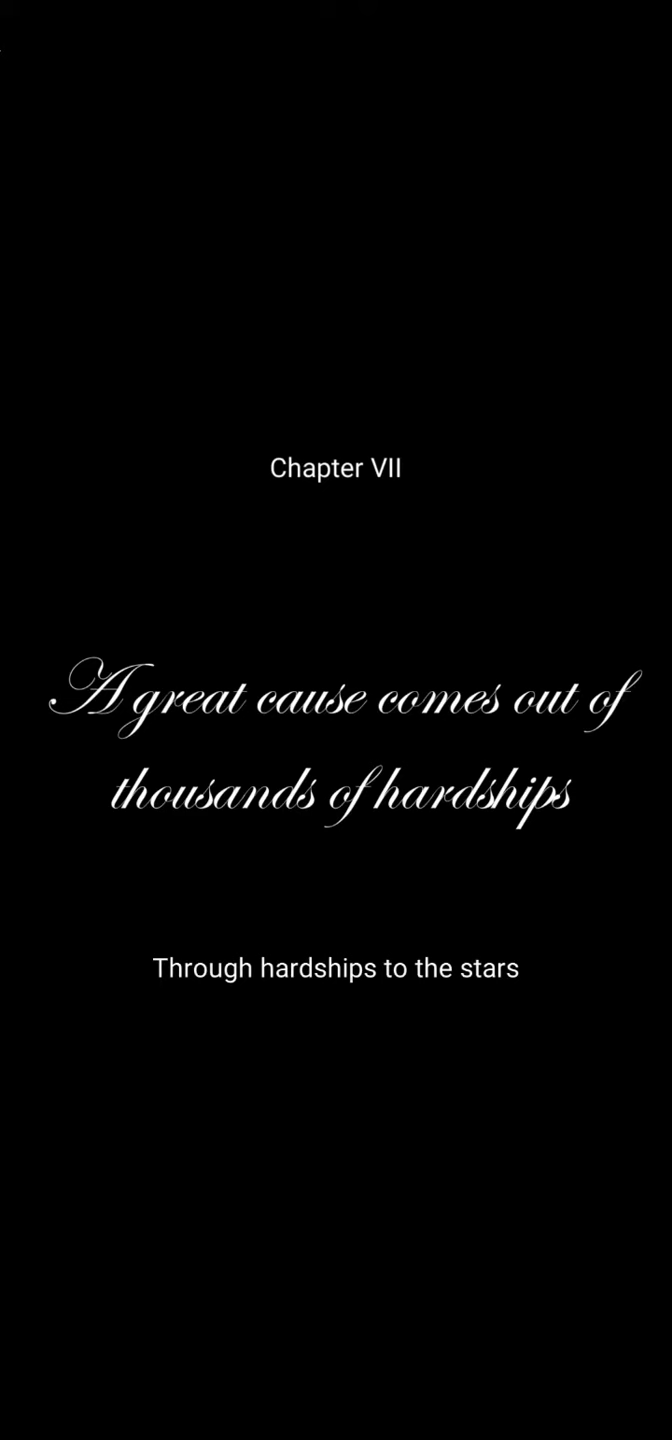 Chapter VII
A great cause comes out of
thousands of hardships
Through hardships to the stars